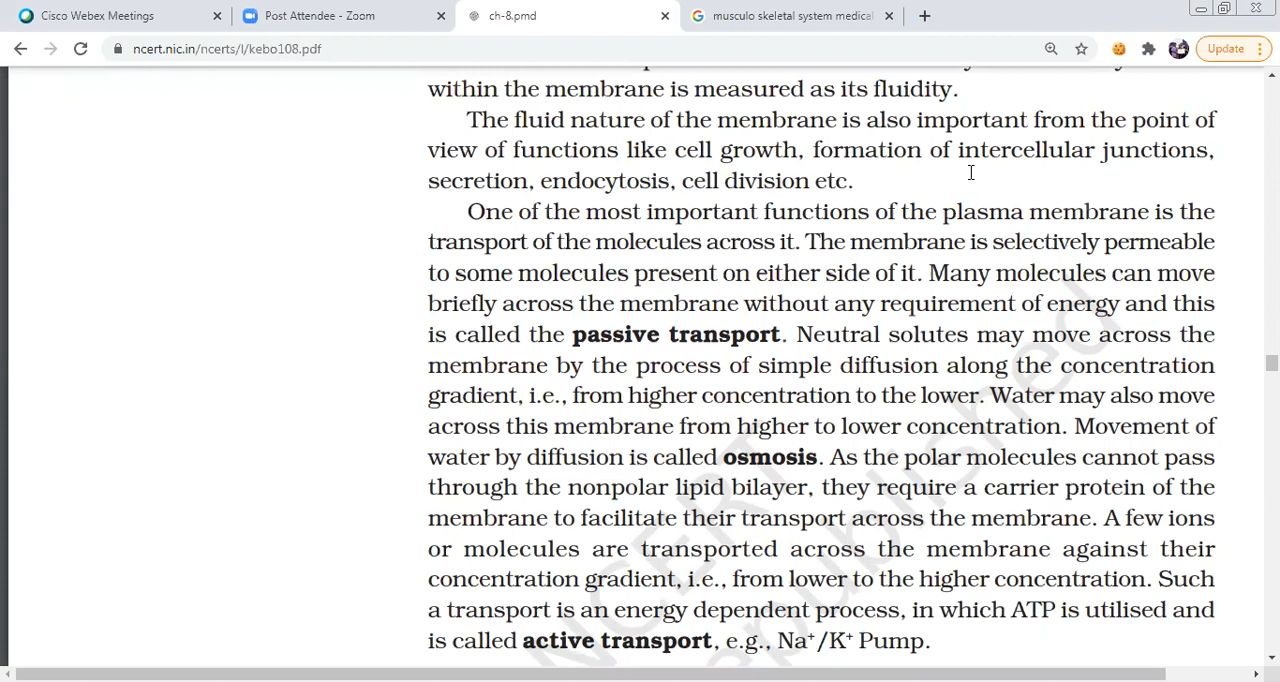 Cisco Webex Meetings
Post Attendee - Zoom
ch-8.pmd
musculo skeletal system medical
ncert.nic.in/ncerts/l/kebo108.pdf
Update
within the membrane is measured as its fluidity.
The fluid nature of the membrane is also important from the point of
view of functions like cell growth, formation of intercellular junctions,
secretion, endocytosis, cell division etc.
One of the most important functions of the plasma membrane is the
transport of the molecules across it. The membrane is selectively permeable
to some molecules present on either side of it. Many molecules can move
briefly across the membrane without any requirement of energy and this
is called the passive transport. Neutral solutes may move across the
membrane by the process of simple diffusion along the concentration
gradient, i.e., from higher concentration to the lower. Water may also move
across this membrane from higher to lower concentration. Movement of
water by diffusion is called osmosis. As the polar molecules cannot pass
through the nonpolar lipid bilayer, they require a carrier protein of the
membrane to facilitate their transport across the membrane. A few ions
or molecules are transported across the membrane against their
concentration gradient, i.e., from lower to the higher concentration. Such
a transport is an energy dependent process, in which ATP is utilised and
is called active transport, e.g., Na⁺/K⁺ Pump.
NCERT
republished